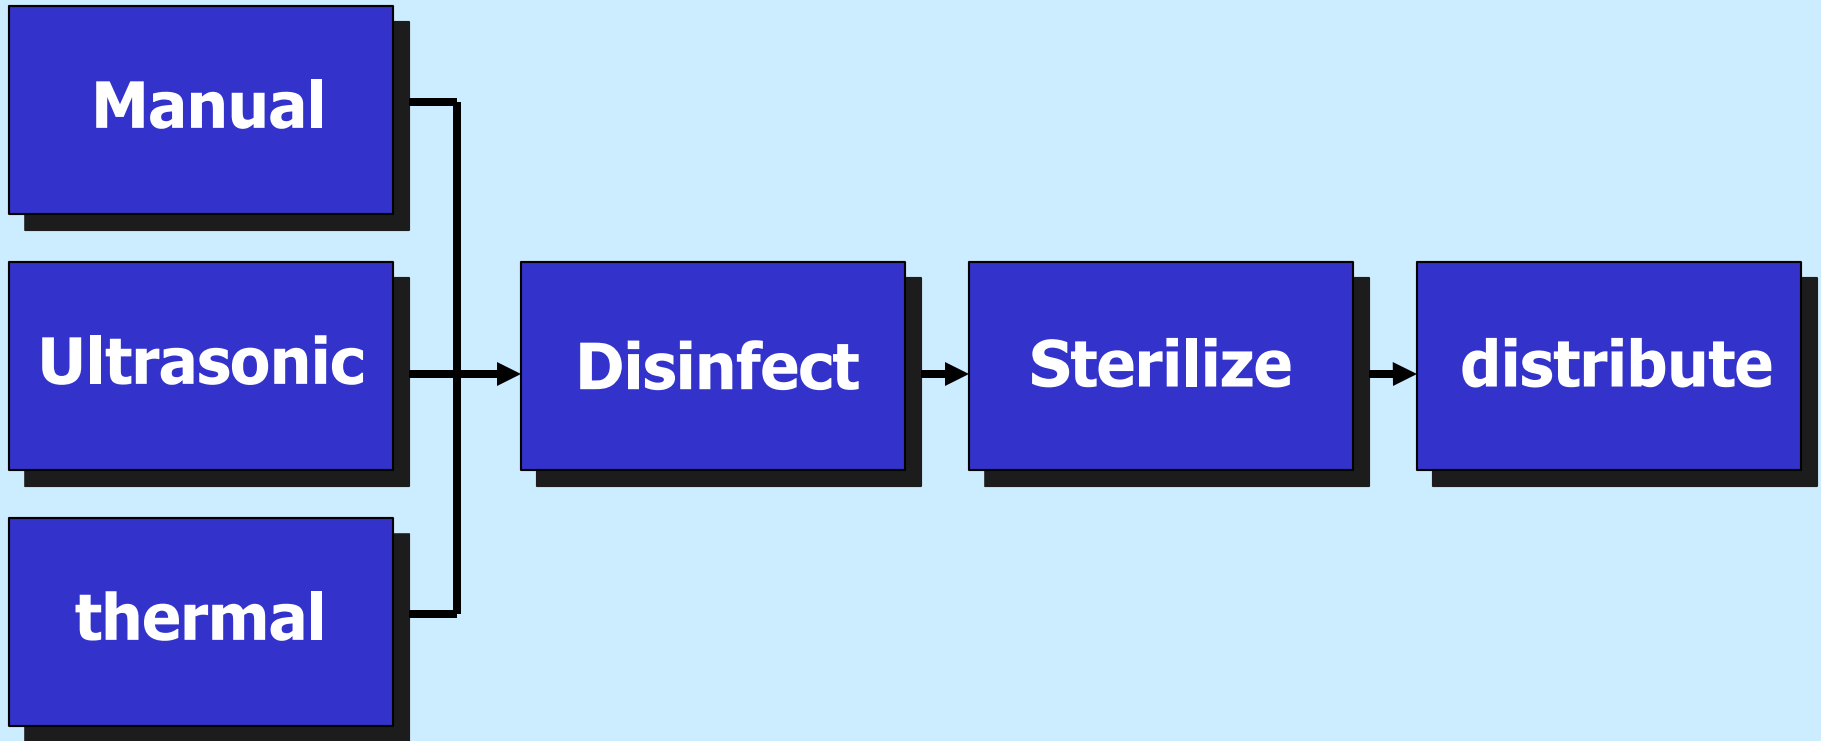 Manual
Ultrasonic
Disinfect
Sterilize
distribute
thermal